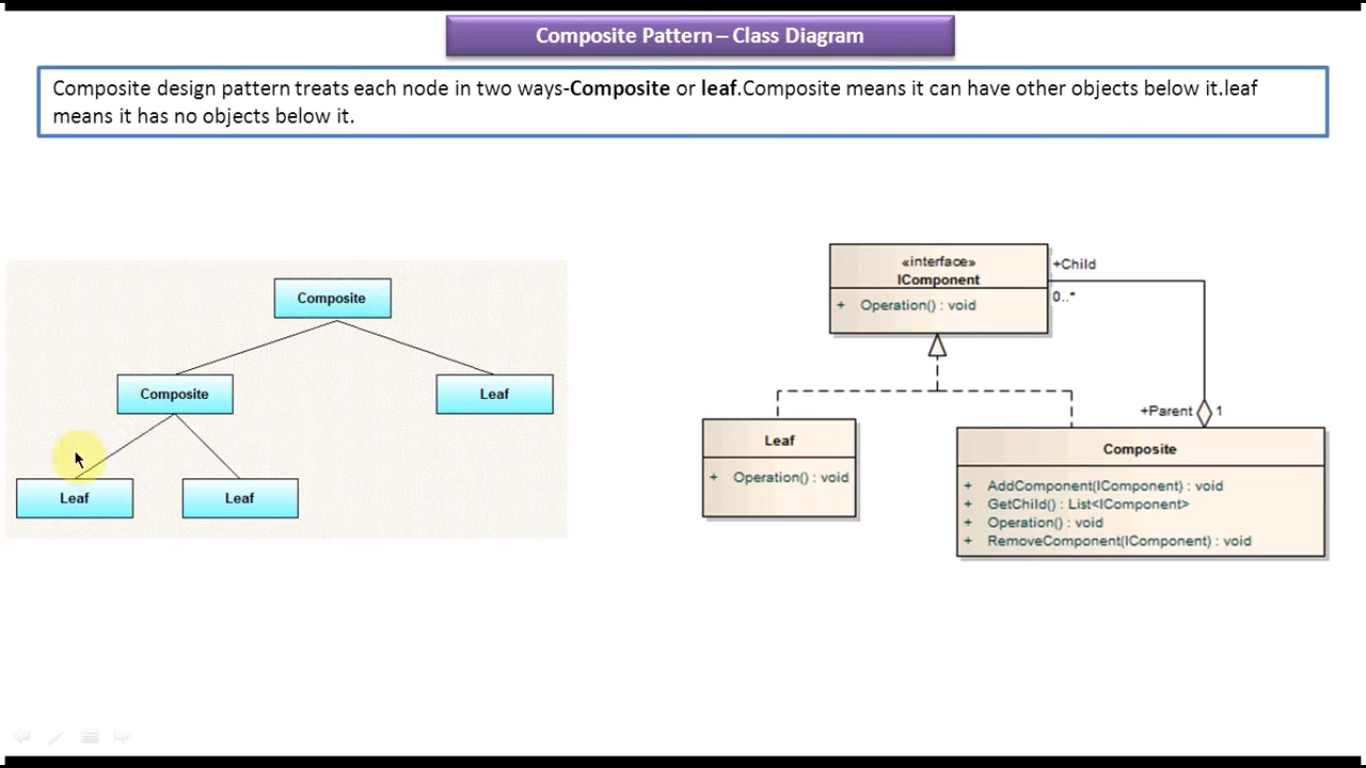 Composite Pattern – Class Diagram
Composite design pattern treats each node in two ways-Composite or leaf.Composite means it can have other objects below it.leaf
means it has no objects below it.
Composite
Composite
Leaf
Leaf
Leaf
«interface»
IComponent
+ Operation() : void
+Child
0..*
+Parent
1
Leaf
+ Operation() : void
Composite
+ AddComponent(IComponent) : void
+ GetChild() : List<IComponent>
+ Operation() : void
+ RemoveComponent(IComponent) : void